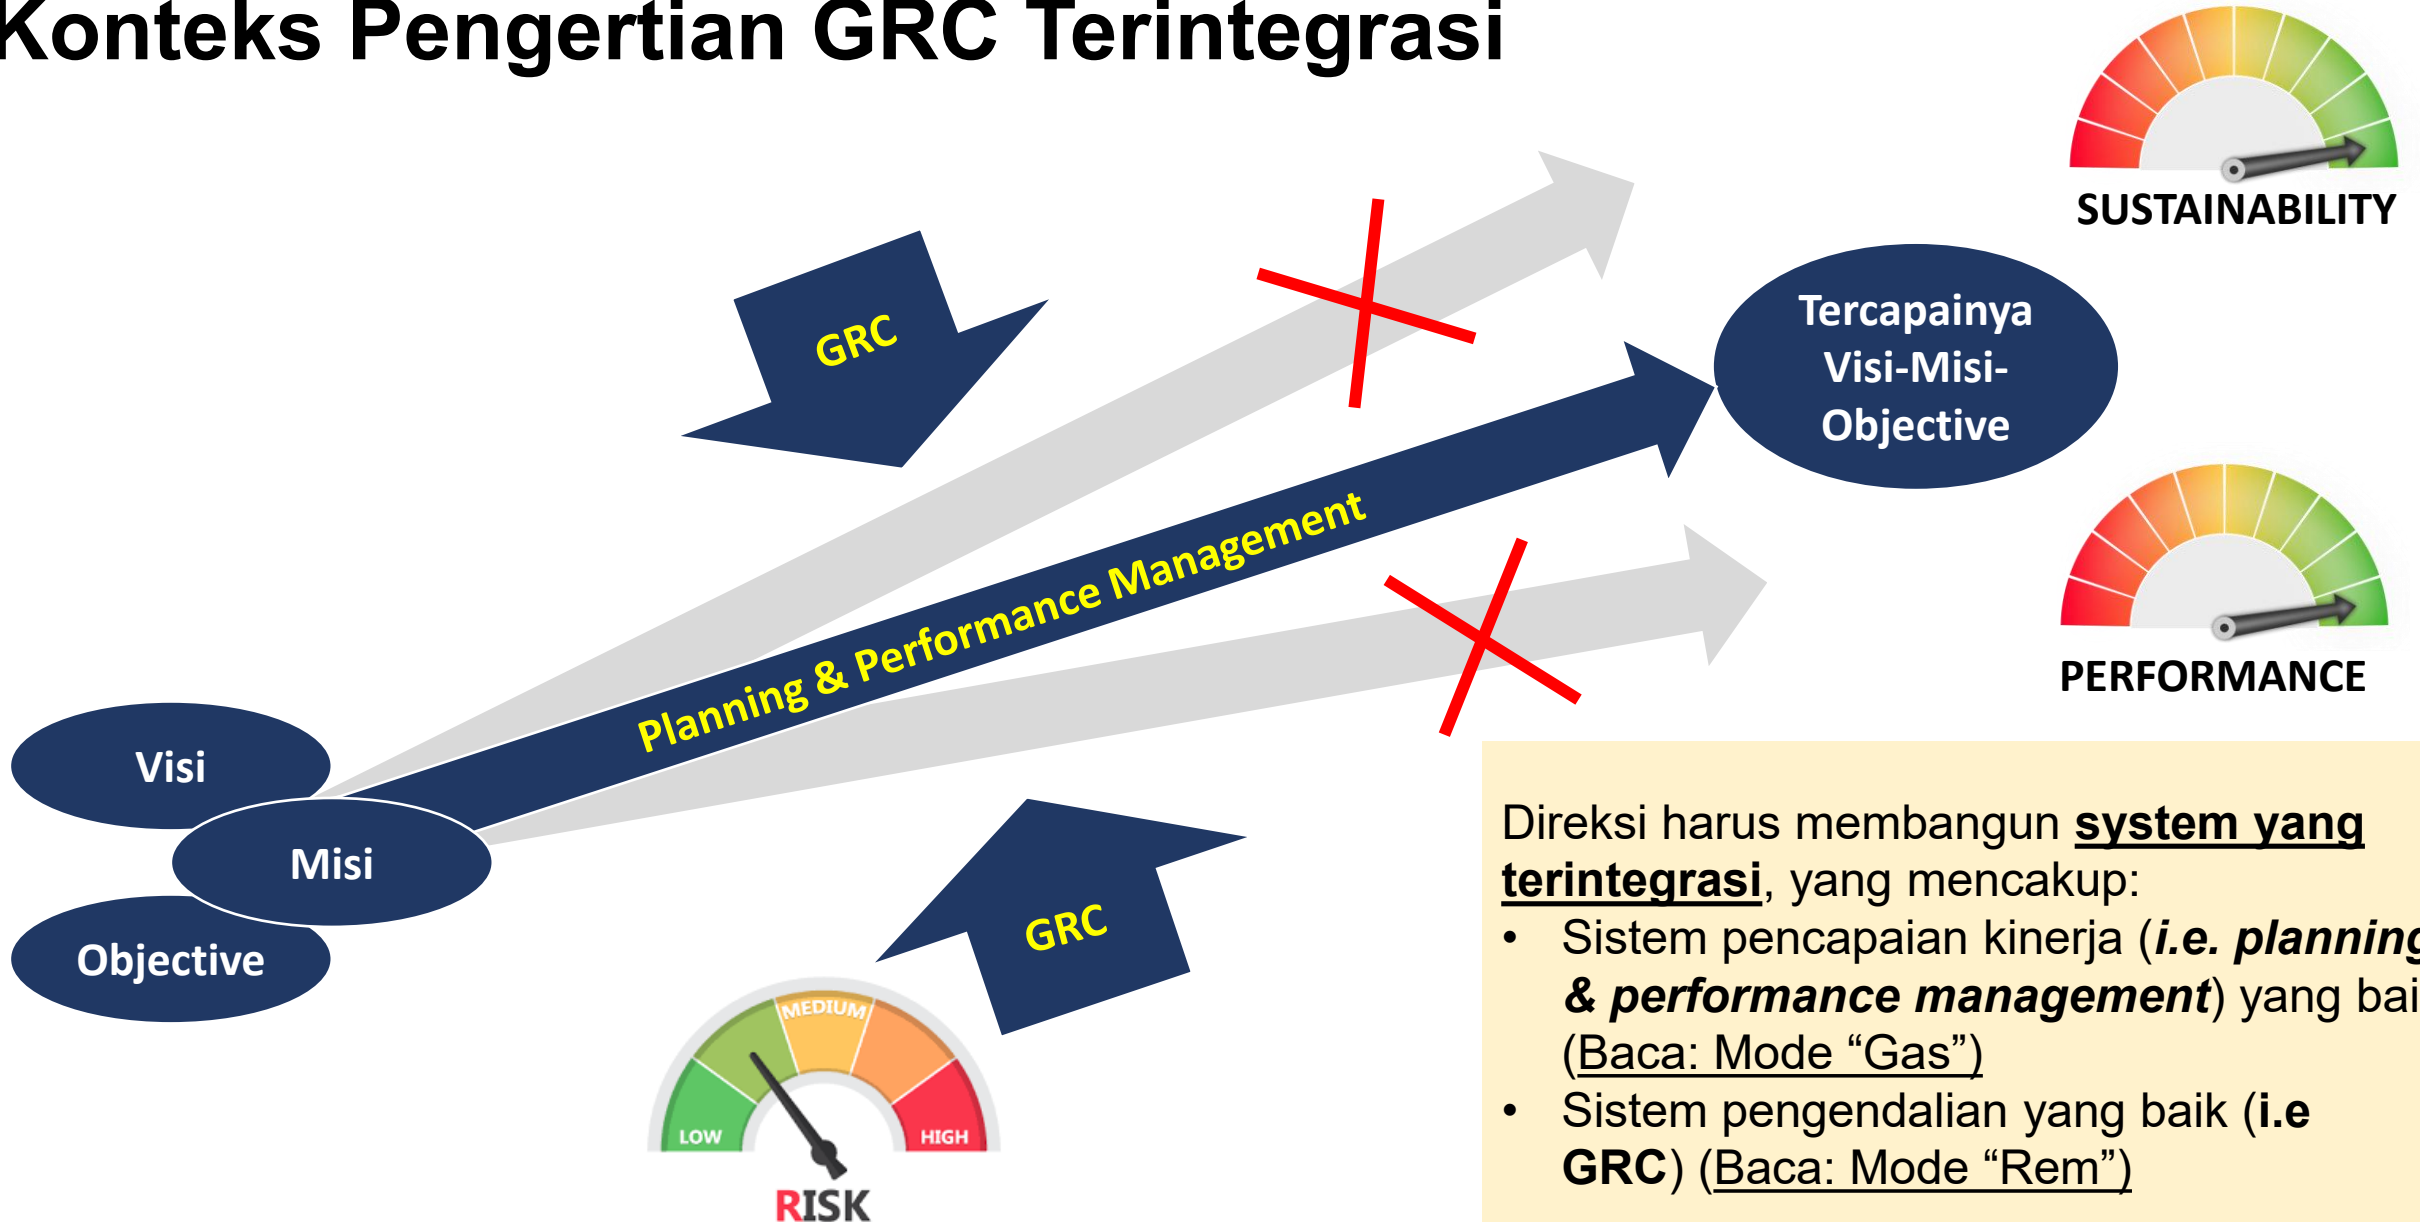 Konteks Pengertian GRC Terintegrasi
SUSTAINABILITY
GRC
Tercapainya
Visi-Misi-
Objective
Planning & Performance Management
PERFORMANCE
Visi
Misi
Objective
GRC
MEDIUM
LOW
HIGH
RISK
Direksi harus membangun system yang
terintegrasi, yang mencakup:
• Sistem pencapaian kinerja (i.e. planning
& performance management) yang bai
(Baca: Mode “Gas”)
• Sistem pengendalian yang baik (i.e
GRC) (Baca: Mode “Rem”)